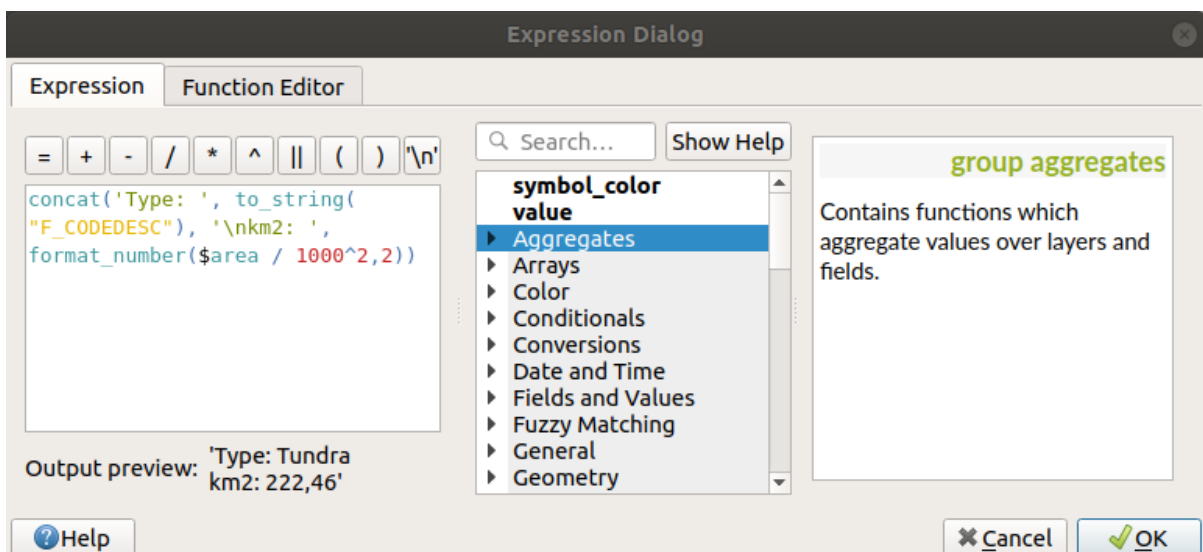 Expression Dialog
Expression
Function Editor
= + - / * ^ || ( ) '\n'
concat('Type: ', to_string(
"F_CODEDESC"), '\nkm2: ',
format_number($area / 1000^2,2))
Output preview: 'Type: Tundra
km2: 222,46'
Search...
Show Help
symbol_color
value
Aggregates
Arrays
Color
Conditionals
Conversions
Date and Time
Fields and Values
Fuzzy Matching
General
Geometry
group aggregates
Contains functions which
aggregate values over layers and
fields.
Help
Cancel
OK